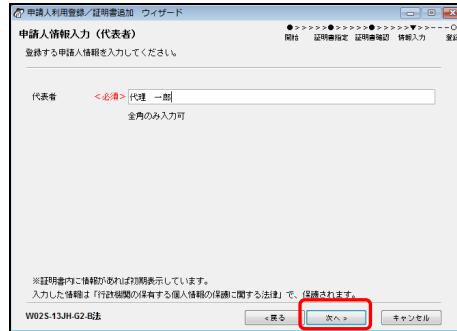 申請人利用登録／証明書追加　ウィザード
申請人情報入力（代表者）
●>>>>>●>>>>>●>>>>>▼>>---○
開始　証明書指定　証明書確認　情報入力
登録する申請人情報を入力してください。
代表者　<必須>　代理　一郎
全角のみ入力可
※証明書内に情報があれば初期表示しています。
入力した情報は「行政機関の保有する個人情報の保護に関する法律」で、保護されます。
W02S-13JH-G2-B法　<戻る　次へ>　キャンセル